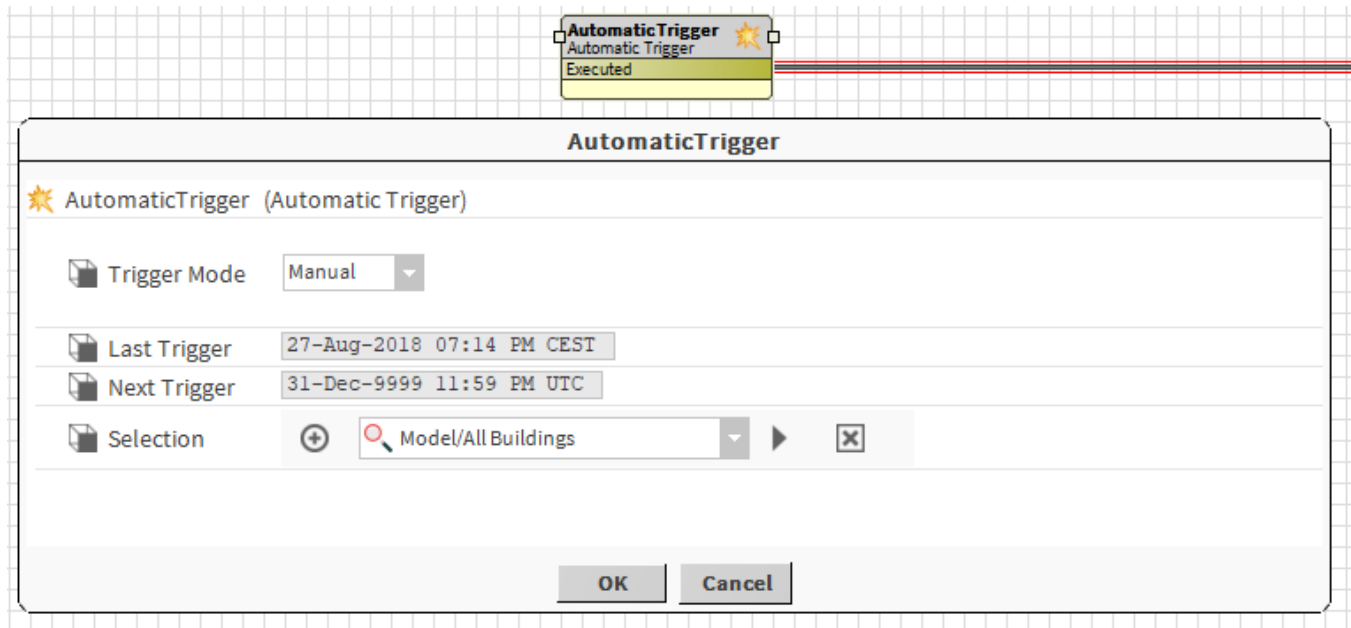 AutomaticTrigger
Automatic Trigger
Executed
AutomaticTrigger
AutomaticTrigger (Automatic Trigger)
Trigger Mode Manual
Last Trigger 27-Aug-2018 07:14 PM CEST
Next Trigger 31-Dec-9999 11:59 PM UTC
Selection Model/All Buildings
OK Cancel